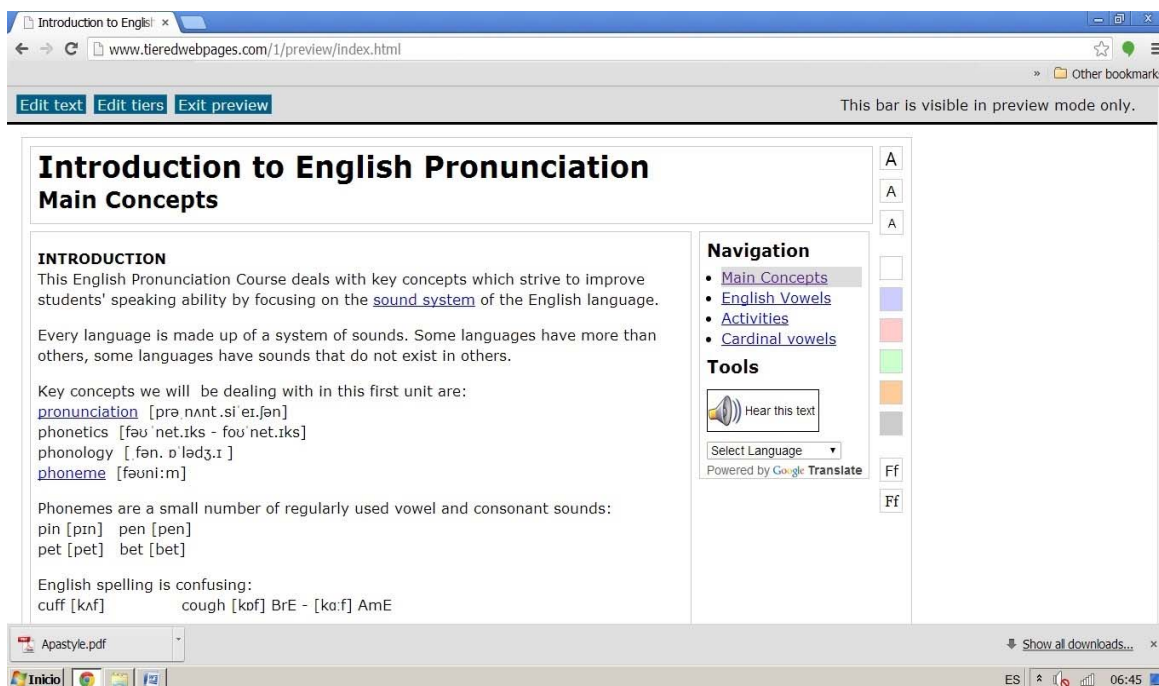 Introduction to Englis
www.tieredwebpages.com/1/preview/index.html
» Other bookmark
Edit text Edit tiers Exit preview This bar is visible in preview mode only.
Introduction to English Pronunciation
Main Concepts
INTRODUCTION
This English Pronunciation Course deals with key concepts which strive to improve
students' speaking ability by focusing on the sound system of the English language.
Every language is made up of a system of sounds. Some languages have more than
others, some languages have sounds that do not exist in others.
Key concepts we will be dealing with in this first unit are:
pronunciation [prəˌnʌnt.siˈeɪ.ʃən]
phonetics [fəʊˈnet.ɪks - foʊˈnet.ɪks]
phonology [ˌfən. ɒˈlədʒ.ɪ ]
phoneme [fəʊniːm]
Phonemes are a small number of regularly used vowel and consonant sounds:
pin [pɪn] pen [pen]
pet [pet] bet [bet]
English spelling is confusing:
cuff [kʌf] cough [kɒf] BrE - [kɑːf] AmE
Navigation
• Main Concepts
• English Vowels
• Activities
• Cardinal vowels
Tools
Hear this text
Select Language
Powered by Google Translate
A
A
A
Ff
Ff
Apastyle.pdf
Show all downloads...
Inicio
ES 06:45